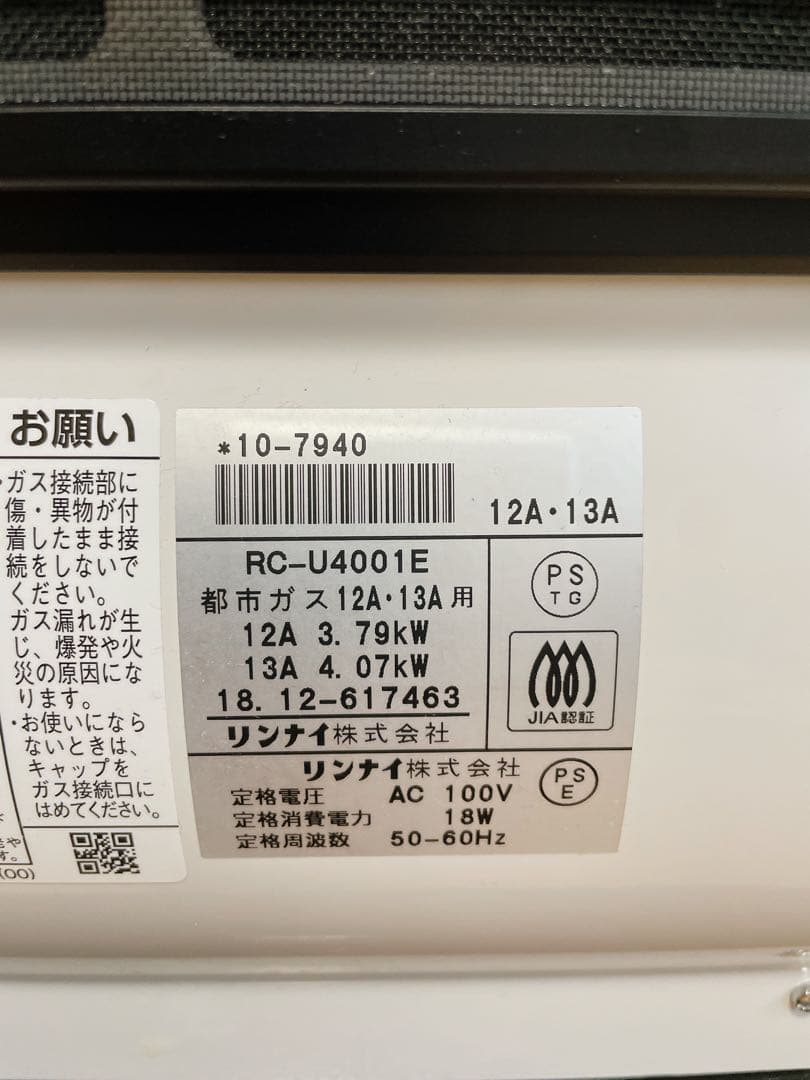 お願い
・ガス接続部に
傷・異物が付
着したまま接
続をしないで
ください。
ガス漏れが生
じ、爆発や火
災の原因にな
ります。
・お使いになら
ないときは、
キャップを
ガス接続口に
はめてください。
す。
(00)
*10-7940
12A・13A
RC-U4001E
都市ガス12A・13A用
12A 3.79kW
13A 4.07kW
18.12-617463
リンナイ株式会社
PS
TG
JIA認証
リンナイ株式会社
定格電圧 AC 100V
定格消費電力 18W
定格周波数 50-60Hz
PS
E